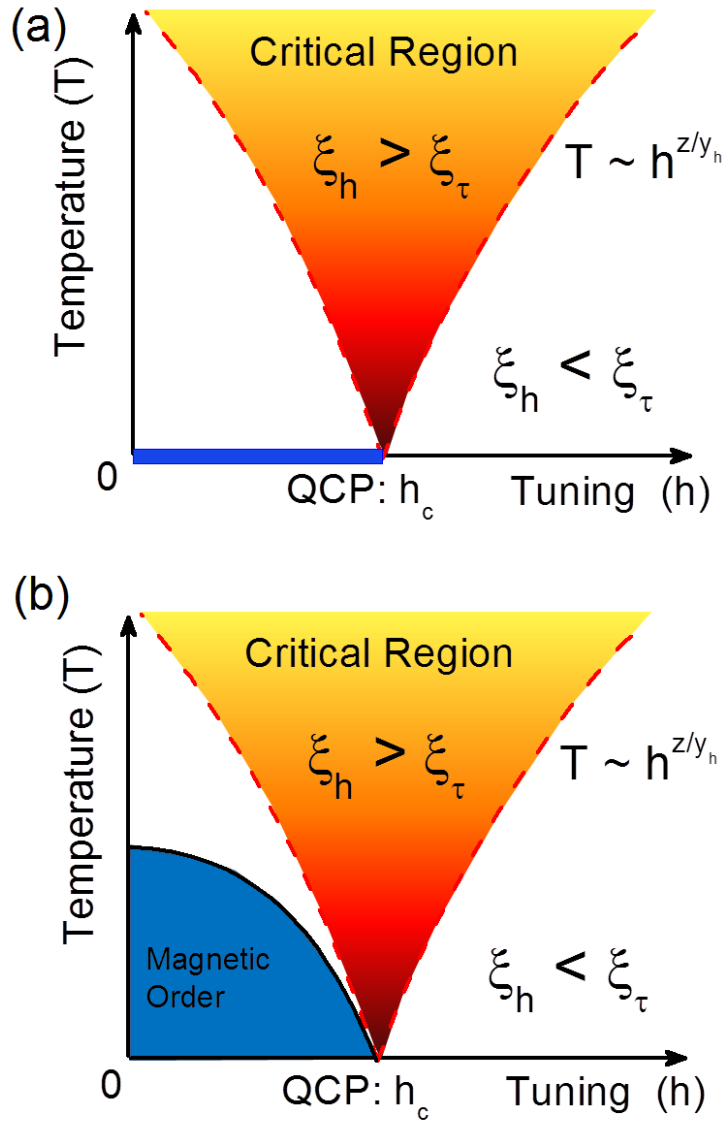 (a)
Critical Region
Temperature (T)
ξh > ξτ
T ~ h^z/yh
ξh < ξτ
0
QCP: hc
Tuning (h)
(b)
Critical Region
Temperature (T)
ξh > ξτ
T ~ h^z/yh
Magnetic
Order
ξh < ξτ
0
QCP: hc
Tuning (h)